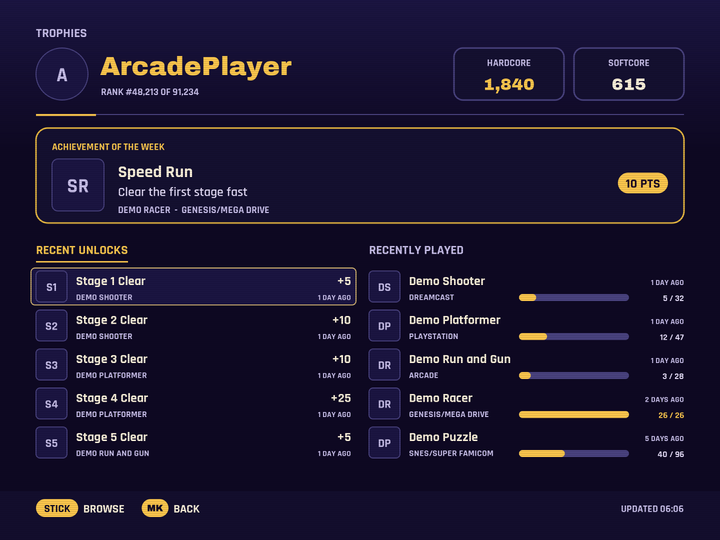 TROPHIES
A
ArcadePlayer
RANK #48,213 OF 91,234
HARDCORE
1,840
SOFTCORE
615
ACHIEVEMENT OF THE WEEK
SR
Speed Run
Clear the first stage fast
DEMO RACER - GENESIS/MEGA DRIVE
10 PTS
RECENT UNLOCKS
S1
Stage 1 Clear
+5
DEMO SHOOTER
1 DAY AGO
S2
Stage 2 Clear
+10
DEMO SHOOTER
1 DAY AGO
S3
Stage 3 Clear
+10
DEMO PLATFORMER
1 DAY AGO
S4
Stage 4 Clear
+25
DEMO PLATFORMER
1 DAY AGO
S5
Stage 5 Clear
+5
DEMO RUN AND GUN
1 DAY AGO
RECENTLY PLAYED
DS
Demo Shooter
1 DAY AGO
DREAMCAST
5 / 32
DP
Demo Platformer
1 DAY AGO
PLAYSTATION
12 / 47
DR
Demo Run and Gun
1 DAY AGO
ARCADE
3 / 28
DR
Demo Racer
2 DAYS AGO
GENESIS/MEGA DRIVE
26 / 26
DP
Demo Puzzle
5 DAYS AGO
SNES/SUPER FAMICOM
40 / 96
STICK BROWSE
MK BACK
UPDATED 06:06